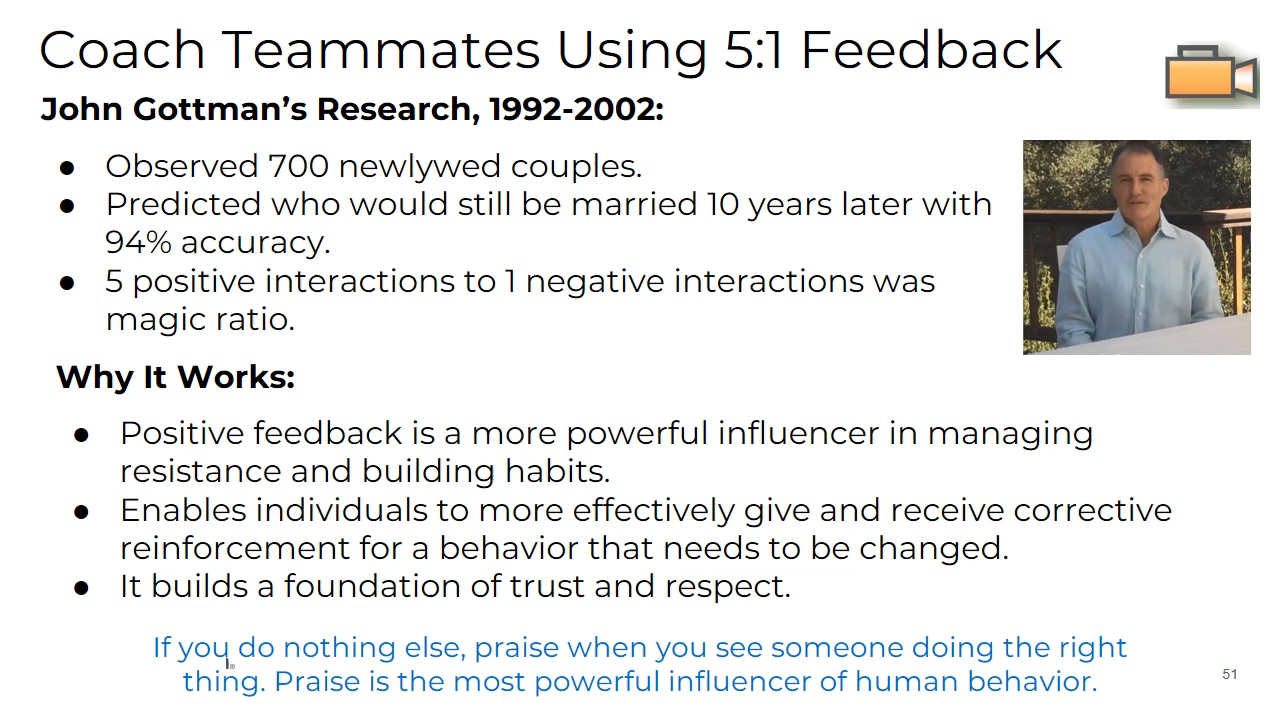 Coach Teammates Using 5:1 Feedback
John Gottman’s Research, 1992-2002:
● Observed 700 newlywed couples.
● Predicted who would still be married 10 years later with
94% accuracy.
● 5 positive interactions to 1 negative interactions was
magic ratio.
Why It Works:
● Positive feedback is a more powerful influencer in managing
resistance and building habits.
● Enables individuals to more effectively give and receive corrective
reinforcement for a behavior that needs to be changed.
● It builds a foundation of trust and respect.
If you do nothing else, praise when you see someone doing the right
thing. Praise is the most powerful influencer of human behavior.
51